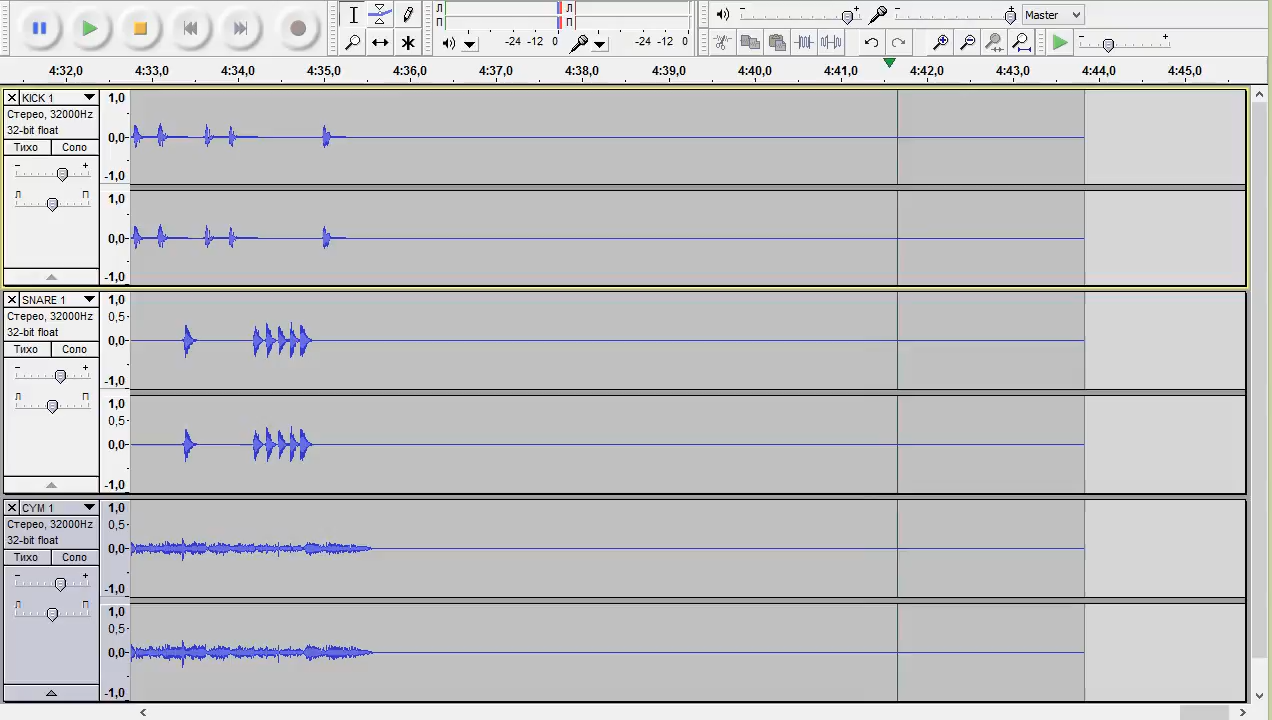 Л
П
Л
П
-24 -12 0
-24 -12 0
Master
4:32,0 4:33,0 4:34,0 4:35,0 4:36,0 4:37,0 4:38,0 4:39,0 4:40,0 4:41,0 4:42,0 4:43,0 4:44,0 4:45,0
KICK 1
Стерео, 32000Hz
32-bit float
Тихо Соло
- +
Л П
1,0
0,0
-1,0
1,0
0,0
-1,0
SNARE 1
Стерео, 32000Hz
32-bit float
Тихо Соло
- +
Л П
1,0
0,5
0,0
-1,0
1,0
0,5
0,0
-1,0
CYM 1
Стерео, 32000Hz
32-bit float
Тихо Соло
- +
Л П
1,0
0,5
0,0
-1,0
1,0
0,5
0,0
-1,0